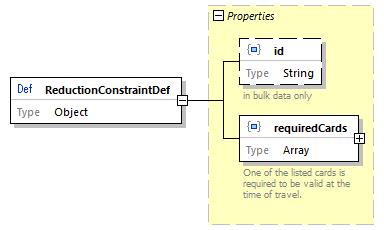 Properties
id
Type String
in bulk data only
Def ReductionConstraintDef
Type Object
requiredCards
Type Array
One of the listed cards is
required to be valid at the
time of travel.